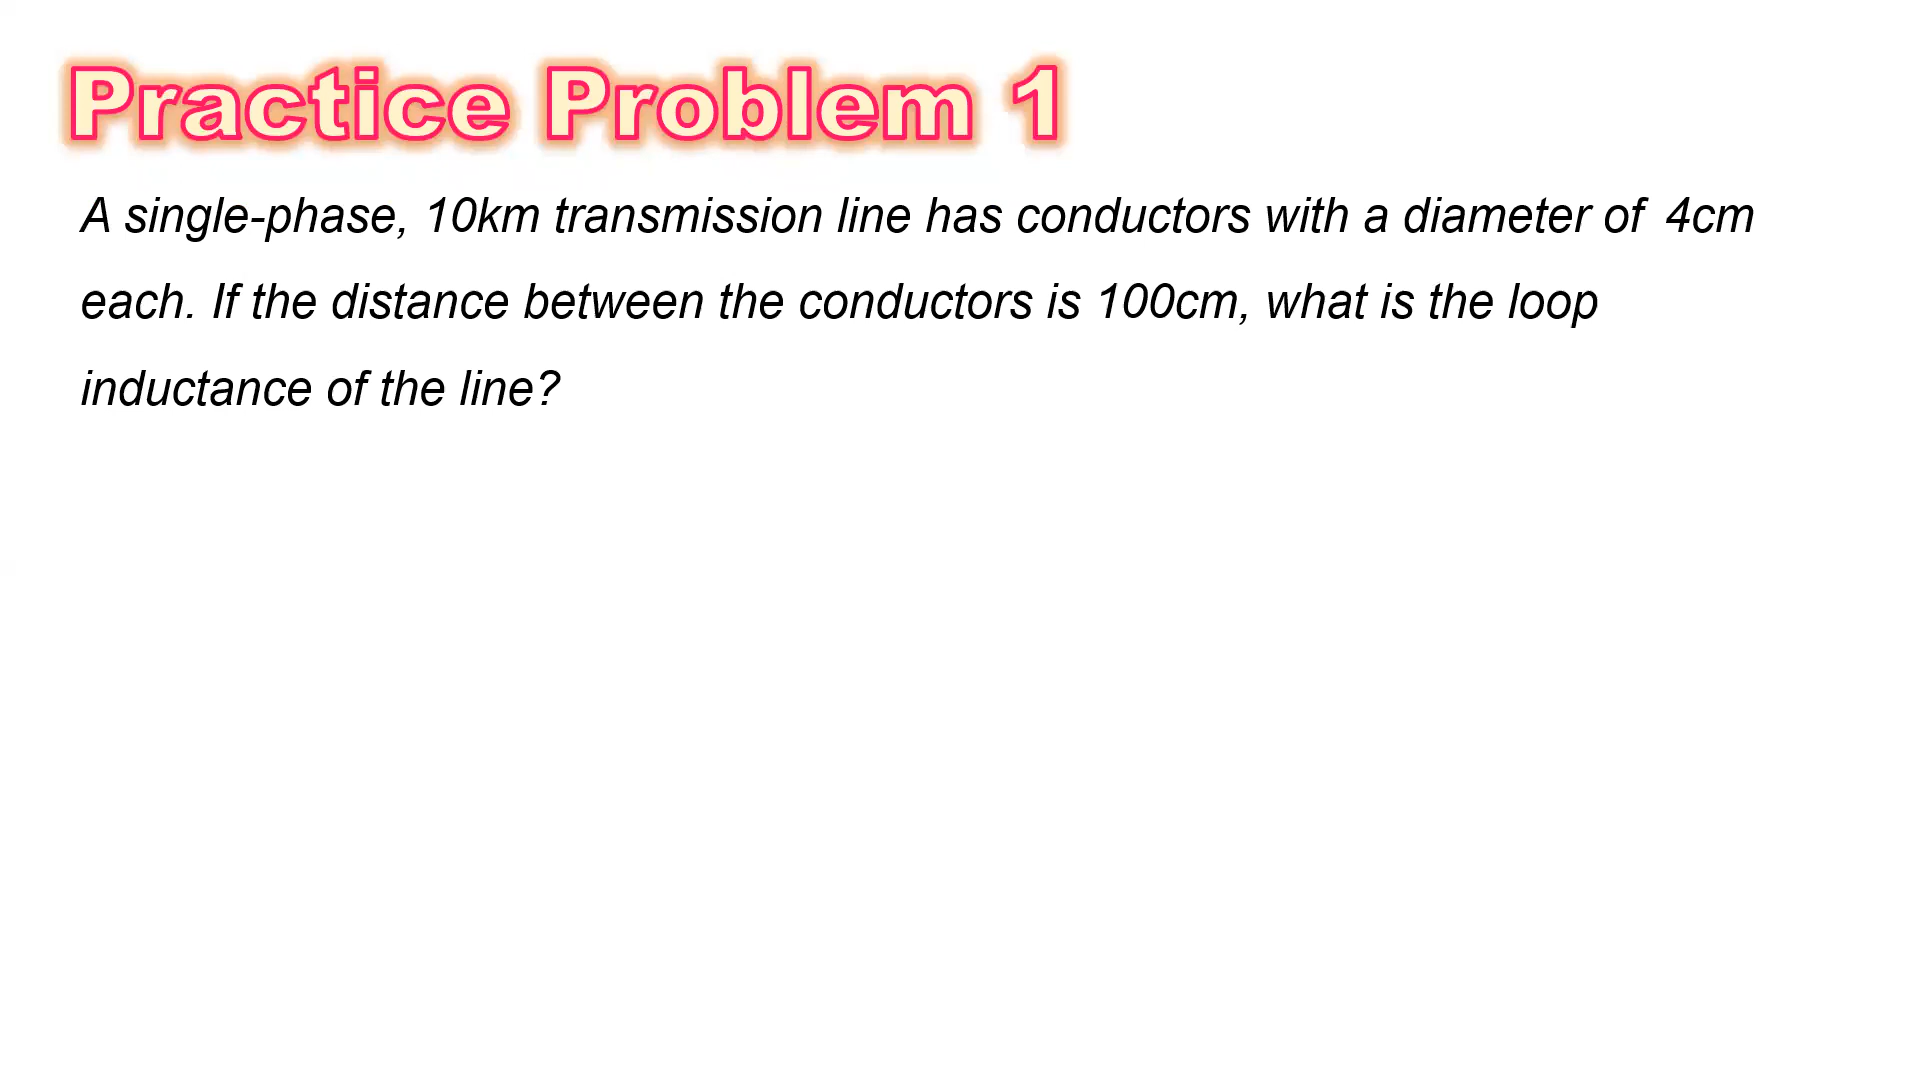 Practice Problem 1
A single-phase, 10km transmission line has conductors with a diameter of 4cm
each. If the distance between the conductors is 100cm, what is the loop
inductance of the line?